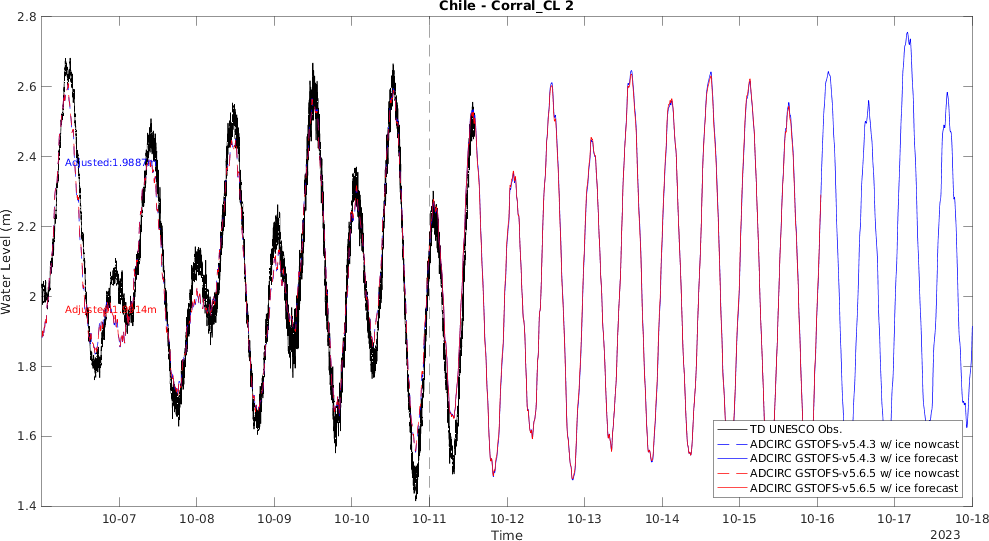 Chile - Corral_CL 2
Water Level (m)
2.8
2.6
2.4
2.2
2
1.8
1.6
1.4
Adjusted:1.9887m
TD UNESCO Obs.
ADCIRC GSTOFS-v5.4.3 w/ ice nowcast
ADCIRC GSTOFS-v5.4.3 w/ ice forecast
ADCIRC GSTOFS-v5.6.5 w/ ice nowcast
ADCIRC GSTOFS-v5.6.5 w/ ice forecast
10-07
10-08
10-09
10-10
10-11
10-12
10-13
10-14
10-15
10-16
10-17
10-18
Time
2023